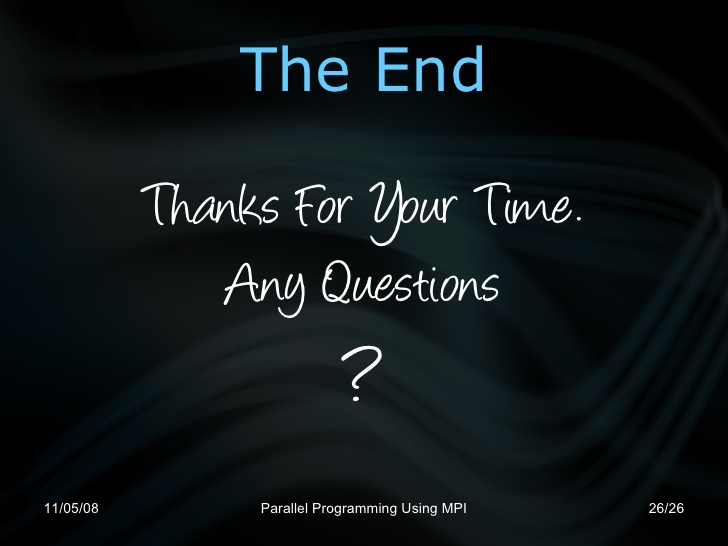 The End
Thanks For Your Time.
Any Questions
?
11/05/08 Parallel Programming Using MPI 26/26